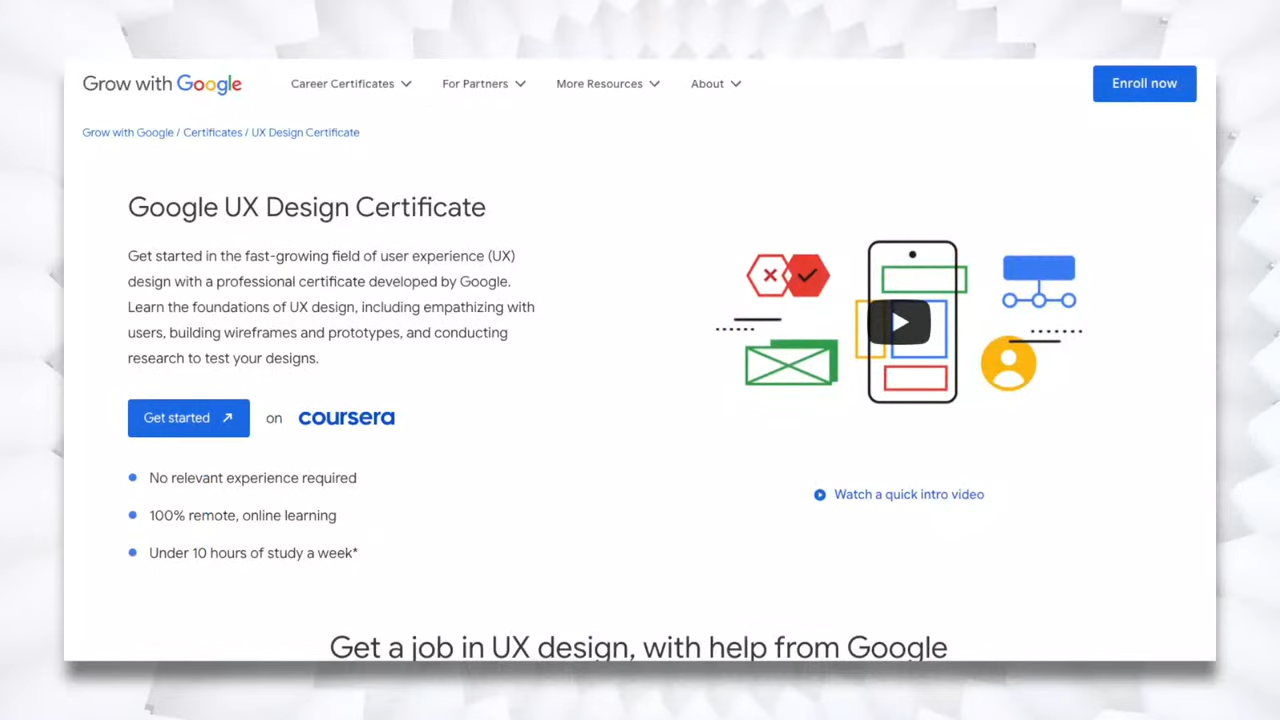 Grow with Google
Career Certificates
For Partners
More Resources
About
Enroll now
Grow with Google / Certificates / UX Design Certificate
Google UX Design Certificate
Get started in the fast-growing field of user experience (UX)
design with a professional certificate developed by Google.
Learn the foundations of UX design, including empathizing with
users, building wireframes and prototypes, and conducting
research to test your designs.
Get started
on
coursera
No relevant experience required
100% remote, online learning
Under 10 hours of study a week*
Watch a quick intro video
Get a job in UX design, with help from Google